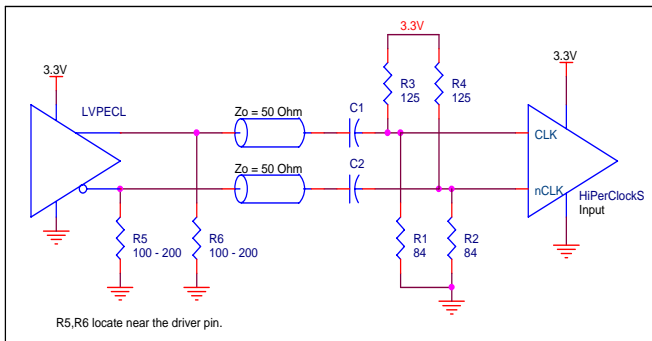 3.3V
3.3V
3.3V
LVPECL
R3
125
R4
125
Zo = 50 Ohm
C1
CLK
Zo = 50 Ohm
C2
nCLK
HiPerClockS
Input
R5
100 - 200
R6
100 - 200
R1
84
R2
84
R5,R6 locate near the driver pin.